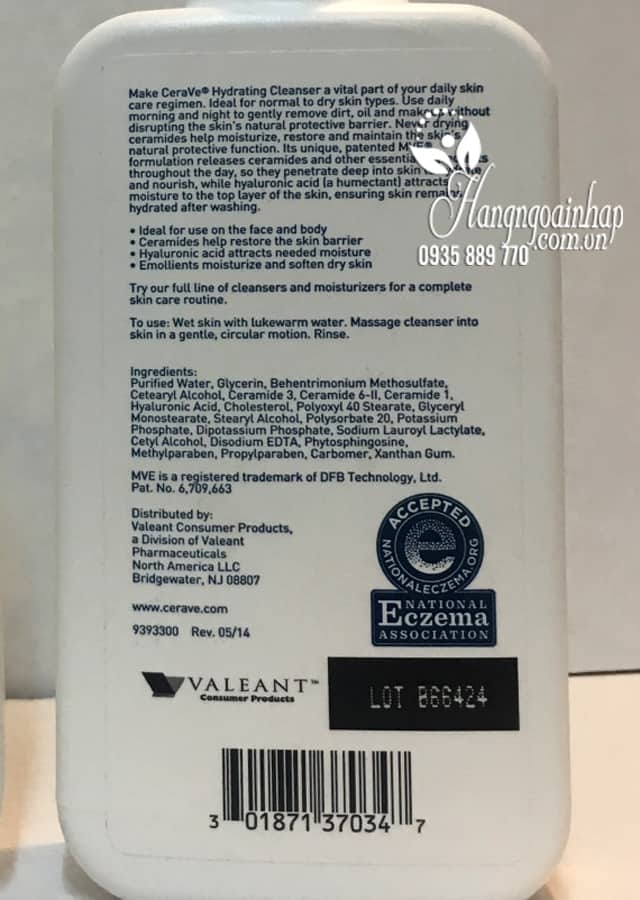 Make CeraVe® Hydrating Cleanser a vital part of your daily skin
care regimen. Ideal for normal to dry skin types. Use daily
morning and night to gently remove dirt, oil and makeup without
disrupting the skin's natural protective barrier. Never drying
ceramides help moisturize, restore and maintain the skin's
natural protective function. Its unique, patented MVE®
formulation releases ceramides and other essential
throughout the day, so they penetrate deep into skin
and nourish, while hyaluronic acid (a humectant) attracts
moisture to the top layer of the skin, ensuring skin remains
hydrated after washing.
Hangngoainhap
.com.vn
0935 889 770
• Ideal for use on the face and body
• Ceramides help restore the skin barrier
• Hyaluronic acid attracts needed moisture
• Emollients moisturize and soften dry skin
Try our full line of cleansers and moisturizers for a complete
skin care routine.
To use: Wet skin with lukewarm water. Massage cleanser into
skin in a gentle, circular motion. Rinse.
Ingredients:
Purified Water, Glycerin, Behentrimonium Methosulfate,
Cetearyl Alcohol, Ceramide 3, Ceramide 6-II, Ceramide 1,
Hyaluronic Acid, Cholesterol, Polyoxyl 40 Stearate, Glyceryl
Monostearate, Stearyl Alcohol, Polysorbate 20, Potassium
Phosphate, Dipotassium Phosphate, Sodium Lauroyl Lactylate,
Cetyl Alcohol, Disodium EDTA, Phytosphingosine,
Methylparaben, Propylparaben, Carbomer, Xanthan Gum.
MVE is a registered trademark of DFB Technology, Ltd.
Pat. No. 6,709,663
Distributed by:
Valeant Consumer Products,
a Division of Valeant
Pharmaceuticals
North America LLC
Bridgewater, NJ 08807
www.cerave.com
9393300 Rev. 05/14
ACCEPTED
e
NATIONALECZEMA.ORG
NATIONAL
Eczema
ASSOCIATION
VALEANT™
Consumer Products
LOT B66424
3 01871 37034 7